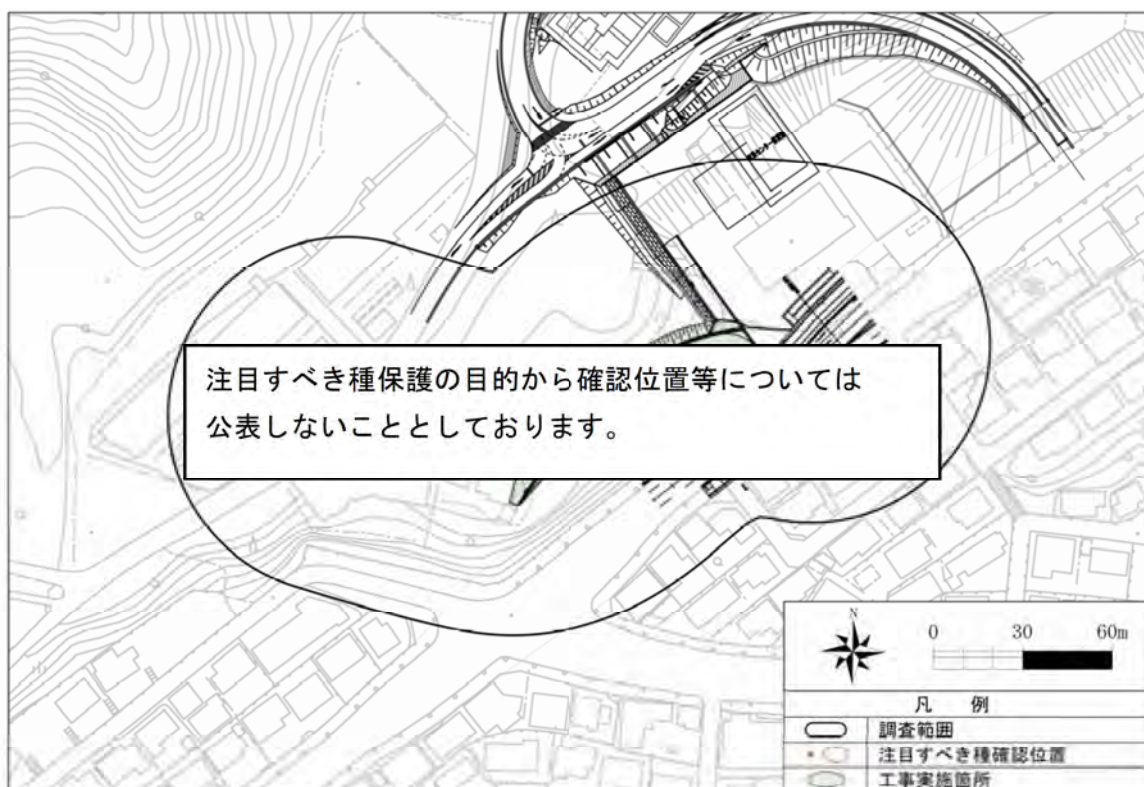 注目すべき種保護の目的から確認位置等については
公表しないこととしております。
N
0 30 60m
凡 例
調査範囲
注目すべき種確認位置
工事実施箇所